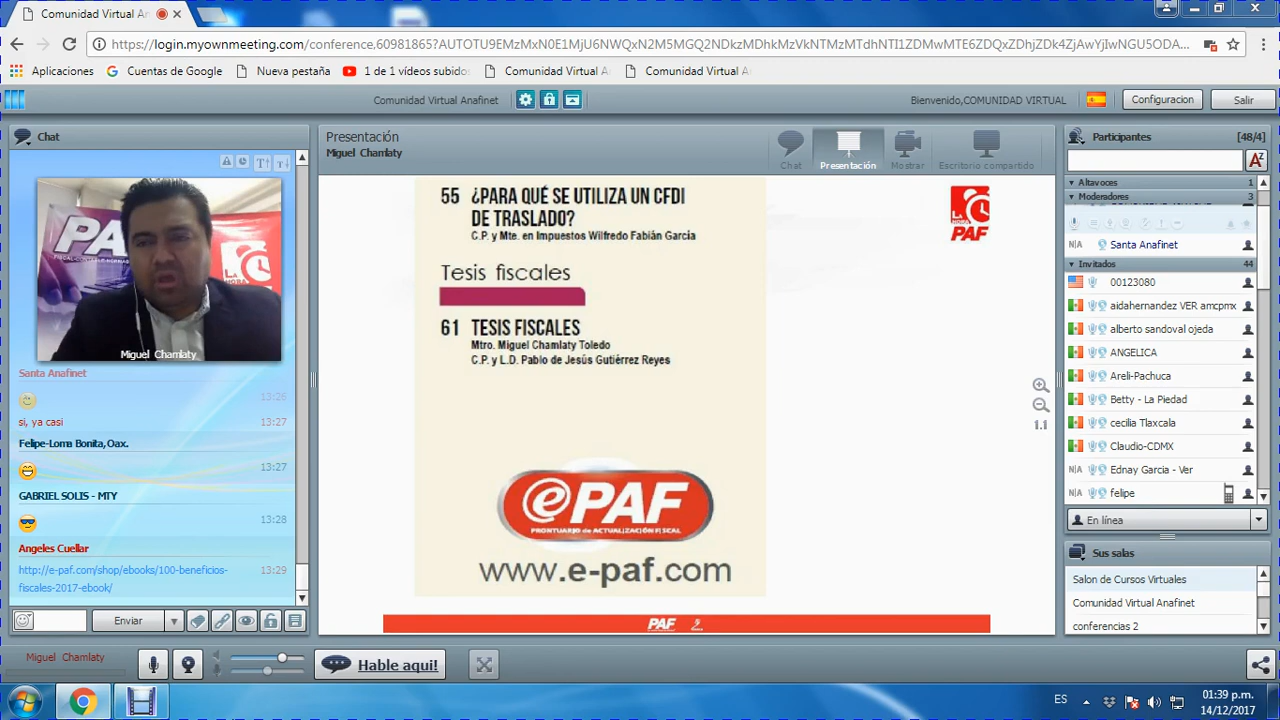 Comunidad Virtual An
https://login.myownmeeting.com/conference,60981865?AUTOTU9EMzMxN0E1MjU6NWQxN2M5MGQ2NDkzMDhkMzVkNTMzMTdhNTI1ZDMwMTE6ZDQxZDhjZDk4ZjAwYjIwNGU5ODA...
Aplicaciones
Cuentas de Google
Nueva pestaña
1 de 1 vídeos subido
Comunidad Virtual A
Comunidad Virtual A
Comunidad Virtual Anafinet
Bienvenido,COMUNIDAD VIRTUAL
Configuracion
Salir
Chat
PAF
LA HORA
Miguel Chamlaty
Santa Anafinet
13:26
si, ya casi
13:27
Felipe-Loma Bonita,Oax.
13:27
GABRIEL SOLIS - MTY
13:28
Angeles Cuellar
http://e-paf.com/shop/ebooks/100-beneficios-
13:29
fiscales-2017-ebook/
Enviar
Presentación
Miguel Chamlaty
Chat
Presentación
Mostrar
Escritorio compartido
55 ¿PARA QUÉ SE UTILIZA UN CFDI
DE TRASLADO?
C.P. y Mte. en Impuestos Wilfredo Fabián García
LA HORA
PAF
Tesis fiscales
61 TESIS FISCALES
Mtro. Miguel Chamlaty Toledo
C.P. y L.D. Pablo de Jesús Gutiérrez Reyes
ePAF
PRONTUARIO de ACTUALIZACIÓN FISCAL
www.e-paf.com
PAF
1.1
Participantes
[48/4]
Altavoces 1
Moderadores 3
N/A Santa Anafinet
Invitados 44
00123080
aidahernandez VER amcpmx
alberto sandoval ojeda
ANGELICA
Areli-Pachuca
Betty - La Piedad
cecilia Tlaxcala
Claudio-CDMX
N/A Ednay Garcia - Ver
N/A felipe
En línea
Sus salas
Salon de Cursos Virtuales
Comunidad Virtual Anafinet
conferencias 2
Miguel Chamlaty
Hable aqui!
ES
01:39 p.m.
14/12/2017